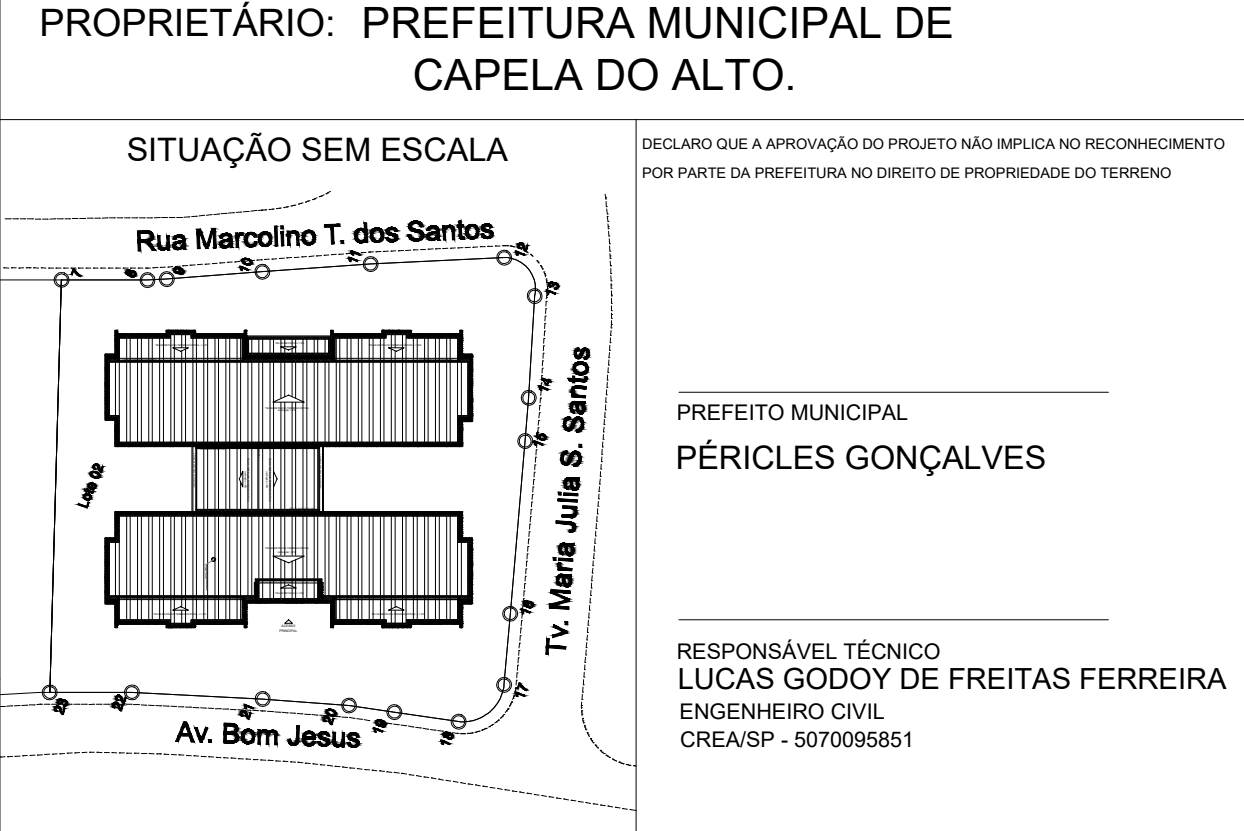 PROPRIETÁRIO: PREFEITURA MUNICIPAL DE
CAPELA DO ALTO.
SITUAÇÃO SEM ESCALA
Rua Marcolino T. dos Santos
7
8
9
10
11
12
13
14
15
16
17
18
19
20
21
22
23
Tv. Maria Julia S. Santos
Lote 02
PRINCIPAL
Av. Bom Jesus
DECLARO QUE A APROVAÇÃO DO PROJETO NÃO IMPLICA NO RECONHECIMENTO
POR PARTE DA PREFEITURA NO DIREITO DE PROPRIEDADE DO TERRENO
PREFEITO MUNICIPAL
PÉRICLES GONÇALVES
RESPONSÁVEL TÉCNICO
LUCAS GODOY DE FREITAS FERREIRA
ENGENHEIRO CIVIL
CREA/SP - 5070095851